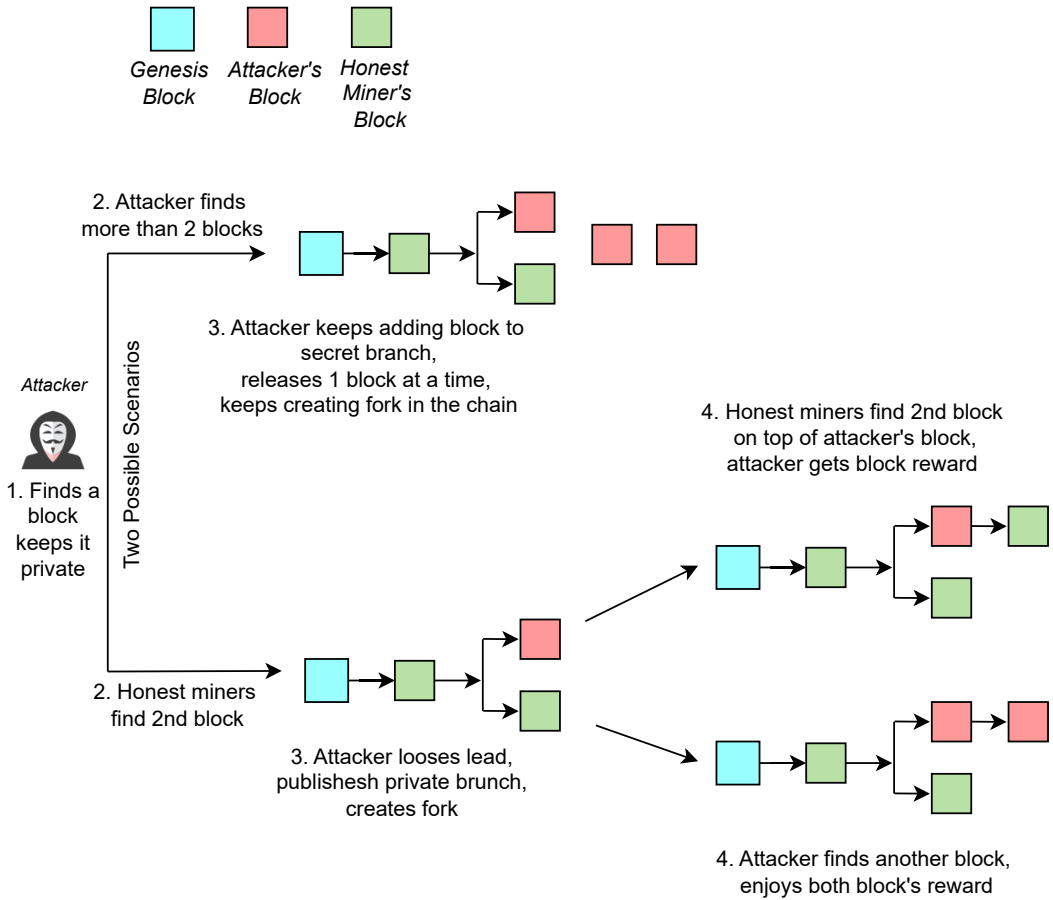 Genesis
Block
Attacker's
Block
Honest
Miner's
Block
2. Attacker finds
more than 2 blocks
3. Attacker keeps adding block to
secret branch,
releases 1 block at a time,
keeps creating fork in the chain
Two Possible Scenarios
Attacker
1. Finds a
block
keeps it
private
2. Honest miners
find 2nd block
3. Attacker looses lead,
publishesh private brunch,
creates fork
4. Honest miners find 2nd block
on top of attacker's block,
attacker gets block reward
4. Attacker finds another block,
enjoys both block's reward